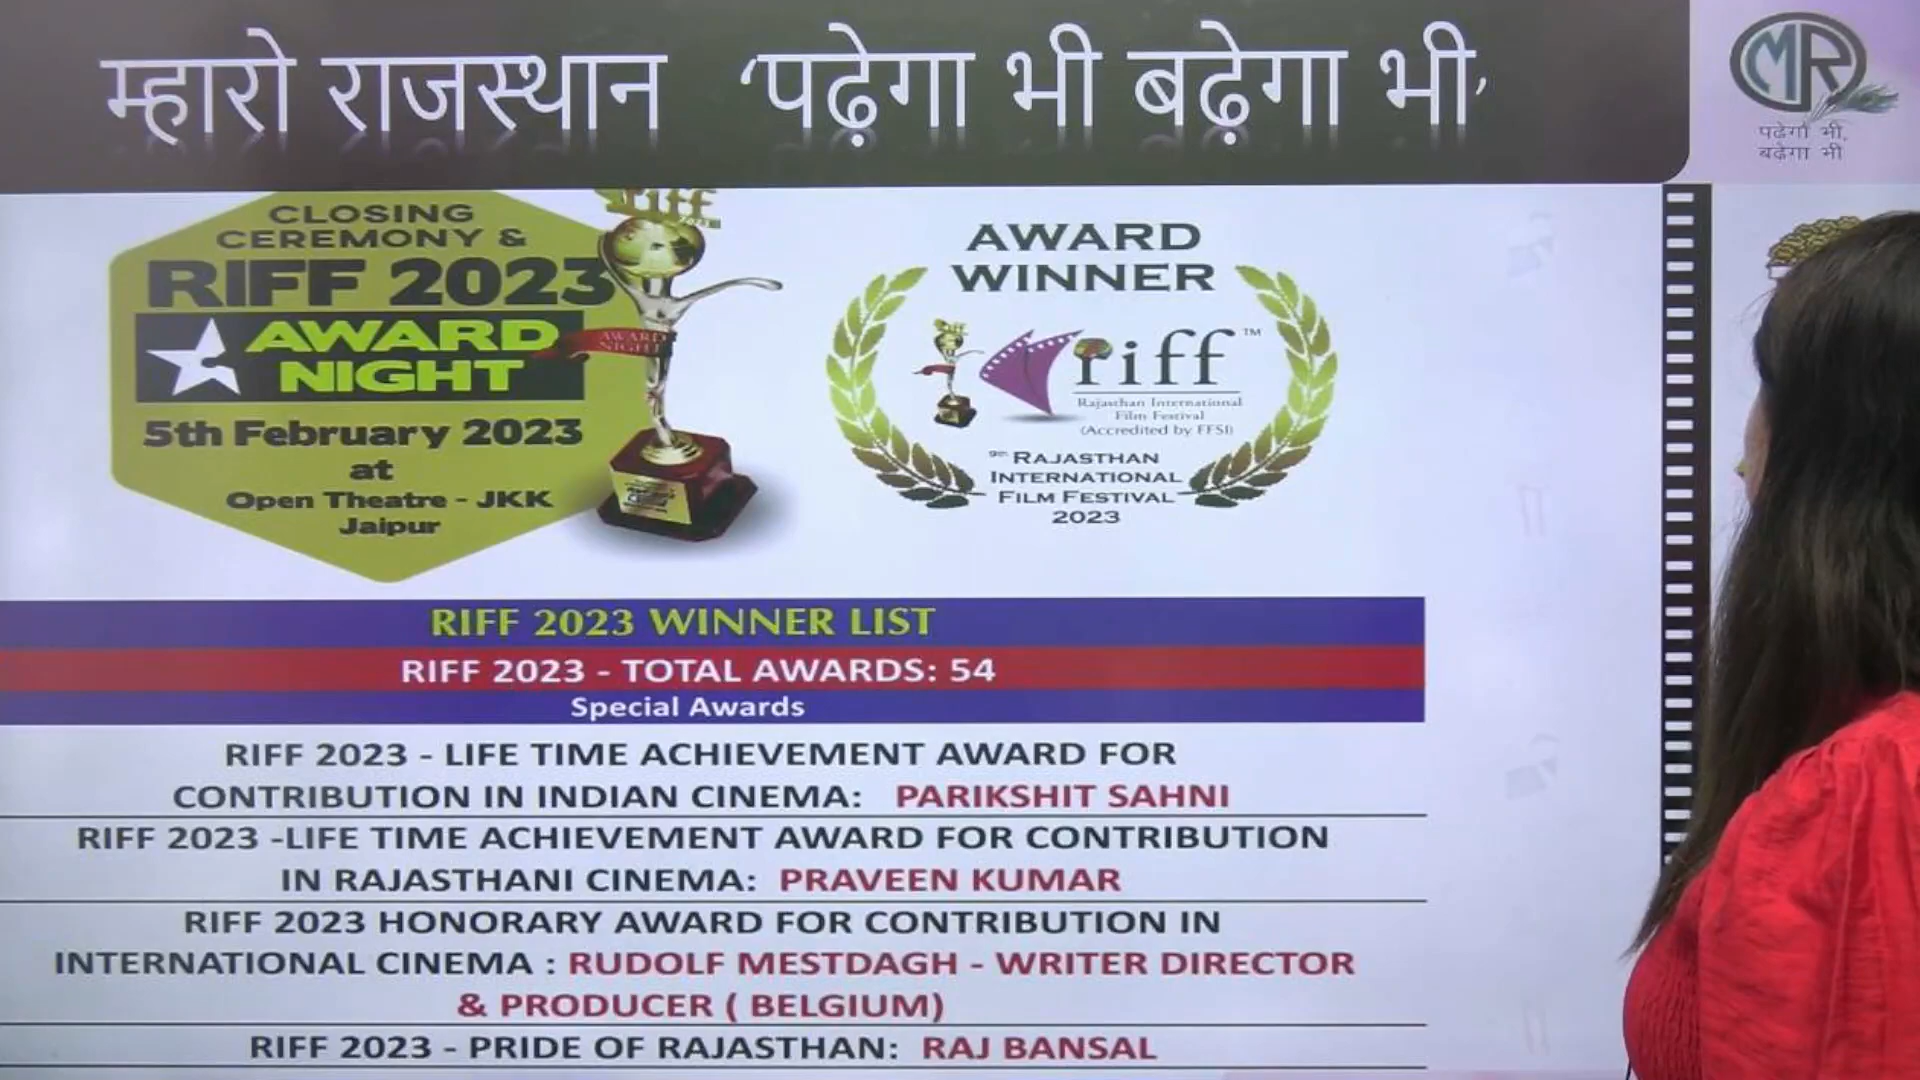 म्हारो राजस्थान 'पढ़ेगा भी बढ़ेगा भी'
MR
पढेगा भी,
बढेगा भी
CLOSING
CEREMONY &
RIFF 2023
AWARD
NIGHT
5th February 2023
at
Open Theatre - JKK
Jaipur
riff
AWARD
NIGHT
AWARD
WINNER
riff™
Rajasthan International
Film Festival
(Accredited by FFSI)
9th RAJASTHAN
INTERNATIONAL
FILM FESTIVAL
2023
RIFF 2023 WINNER LIST
RIFF 2023 - TOTAL AWARDS: 54
Special Awards
RIFF 2023 - LIFE TIME ACHIEVEMENT AWARD FOR
CONTRIBUTION IN INDIAN CINEMA: PARIKSHIT SAHNI
RIFF 2023 -LIFE TIME ACHIEVEMENT AWARD FOR CONTRIBUTION
IN RAJASTHANI CINEMA: PRAVEEN KUMAR
RIFF 2023 HONORARY AWARD FOR CONTRIBUTION IN
INTERNATIONAL CINEMA : RUDOLF MESTDAGH - WRITER DIRECTOR
& PRODUCER ( BELGIUM)
RIFF 2023 - PRIDE OF RAJASTHAN: RAJ BANSAL